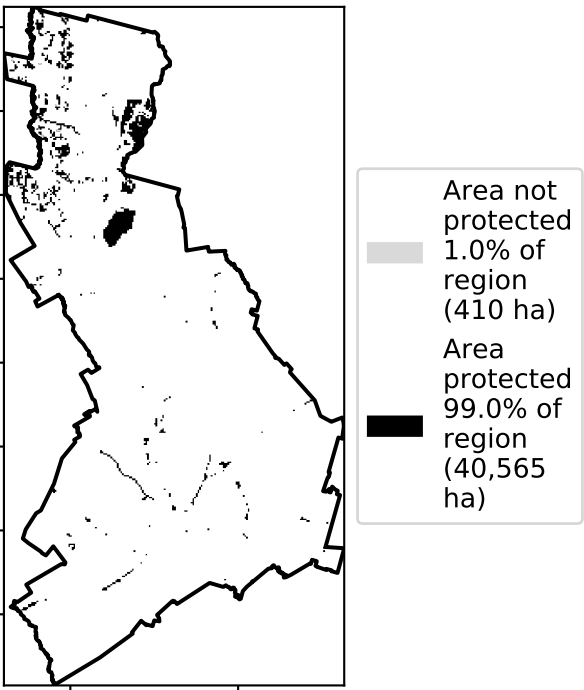 Area not
protected
1.0% of
region
(410 ha)
Area
protected
99.0% of
region
(40,565
ha)